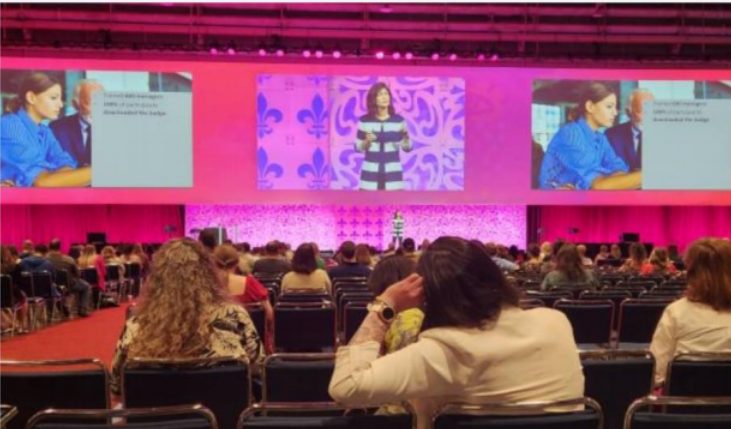 Trained 600 managers
100% of participants
downloaded the badge
Trained 600 managers
100% of participants
downloaded the badge